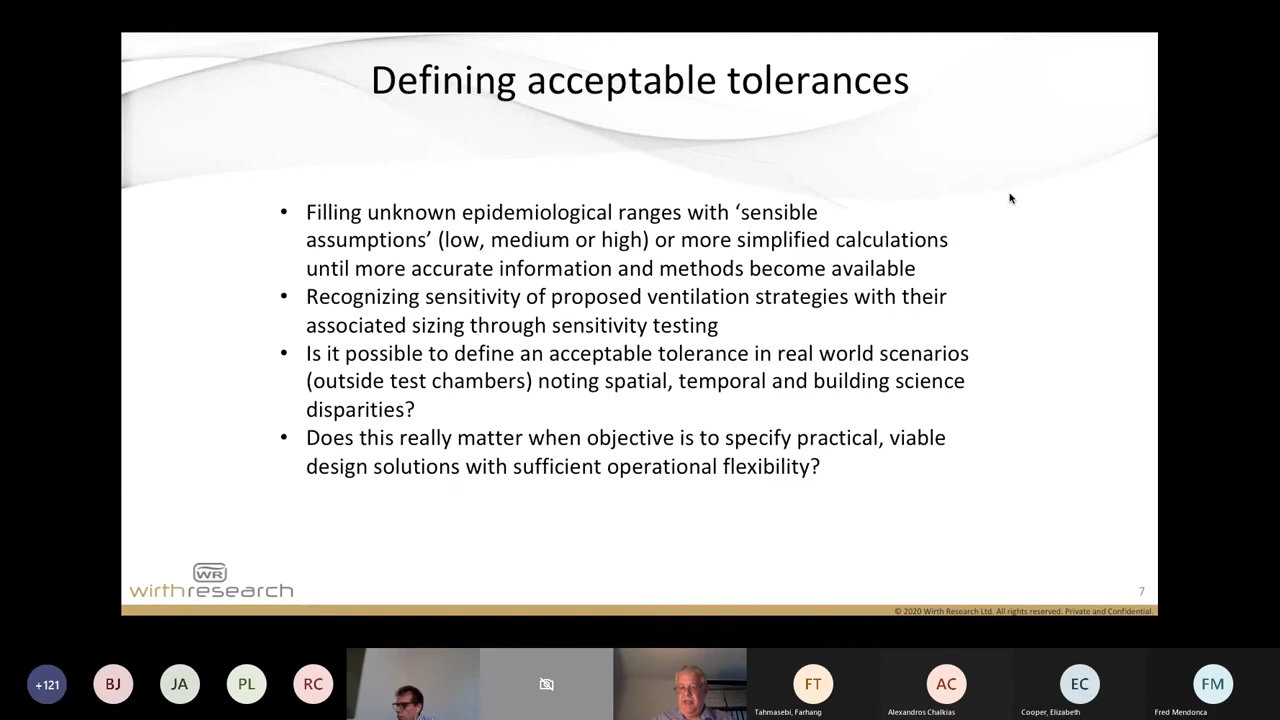 Defining acceptable tolerances
• Filling unknown epidemiological ranges with ‘sensible
assumptions’ (low, medium or high) or more simplified calculations
until more accurate information and methods become available
• Recognizing sensitivity of proposed ventilation strategies with their
associated sizing through sensitivity testing
• Is it possible to define an acceptable tolerance in real world scenarios
(outside test chambers) noting spatial, temporal and building science
disparities?
• Does this really matter when objective is to specify practical, viable
design solutions with sufficient operational flexibility?
WR
wirthresearch
7
© 2020 Wirth Research Ltd. All rights reserved. Private and Confidential.
+121
BJ
JA
PL
RC
FT
AC
EC
FM
Tahmasebi, Farhang
Alexandros Chalkias
Cooper, Elizabeth
Fred Mendonca